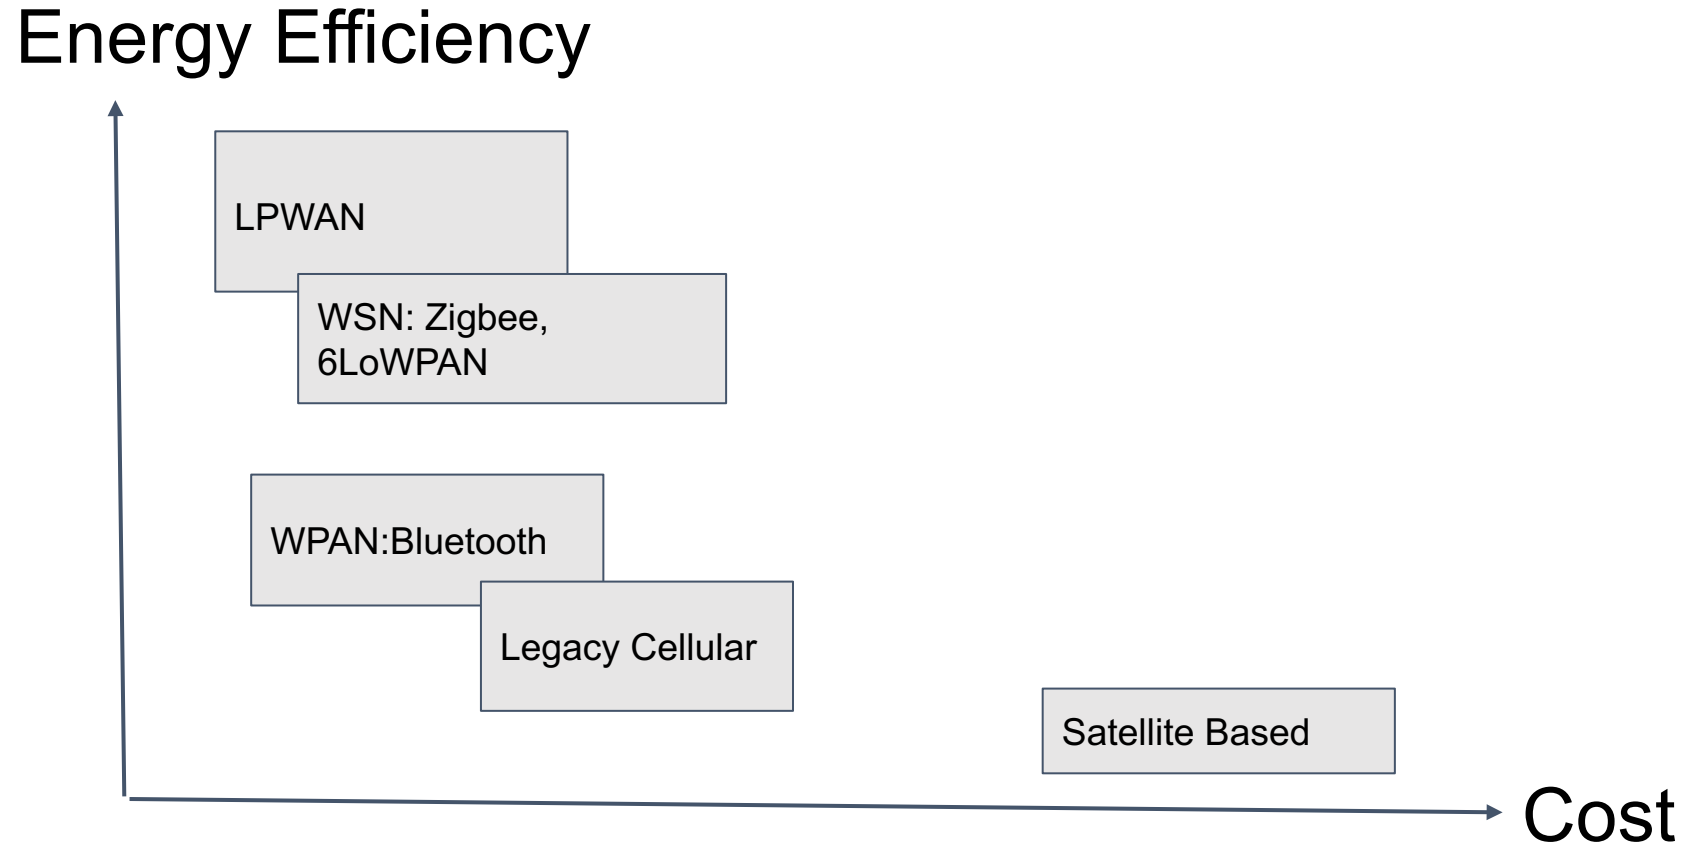 Energy Efficiency
LPWAN
WSN: Zigbee,
6LoWPAN
WPAN:Bluetooth
Legacy Cellular
Satellite Based
Cost